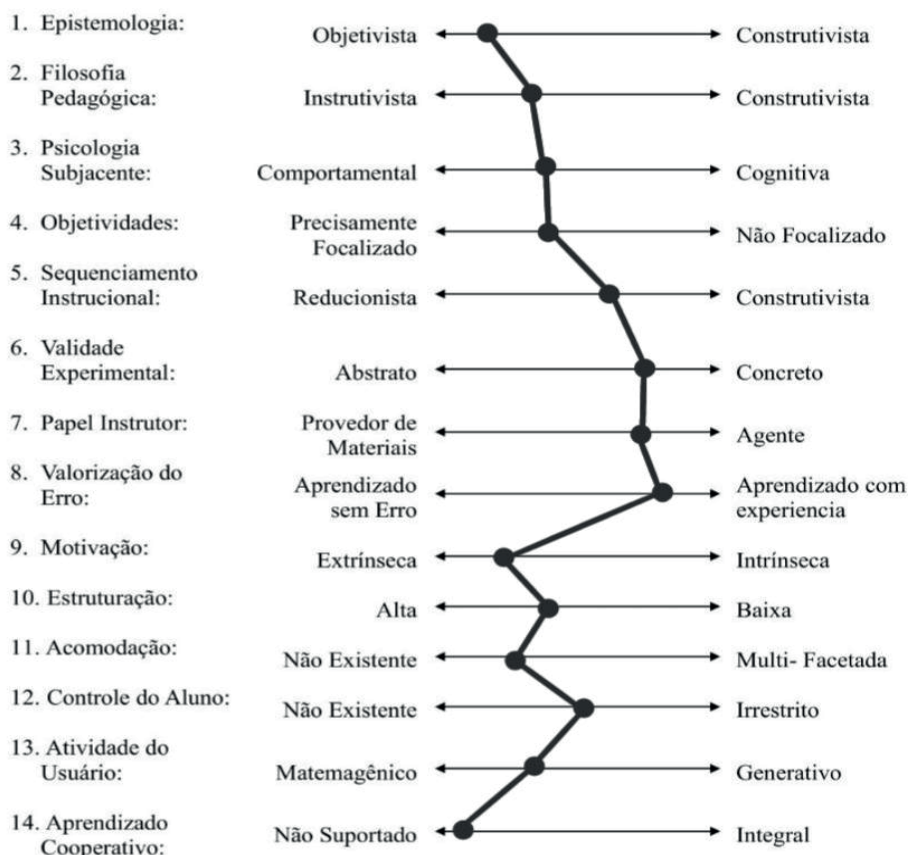 1. Epistemologia:
Objetivista
Construtivista
2. Filosofia
Pedagógica:
Instrutivista
Construtivista
3. Psicologia
Subjacente:
Comportamental
Cognitiva
4. Objetividades:
Precisamente
Focalizado
Não Focalizado
5. Sequenciamento
Instrucional:
Reducionista
Construtivista
6. Validade
Experimental:
Abstrato
Concreto
7. Papel Instrutor:
Provedor de
Materiais
Agente
8. Valorização do
Erro:
Aprendizado
sem Erro
Aprendizado com
experiencia
9. Motivação:
Extrínseca
Intrínseca
10. Estruturação:
Alta
Baixa
11. Acomodação:
Não Existente
Multi- Facetada
12. Controle do Aluno:
Não Existente
Irrestrito
13. Atividade do
Usuário:
Matemagênico
Generativo
14. Aprendizado
Cooperativo:
Não Suportado
Integral